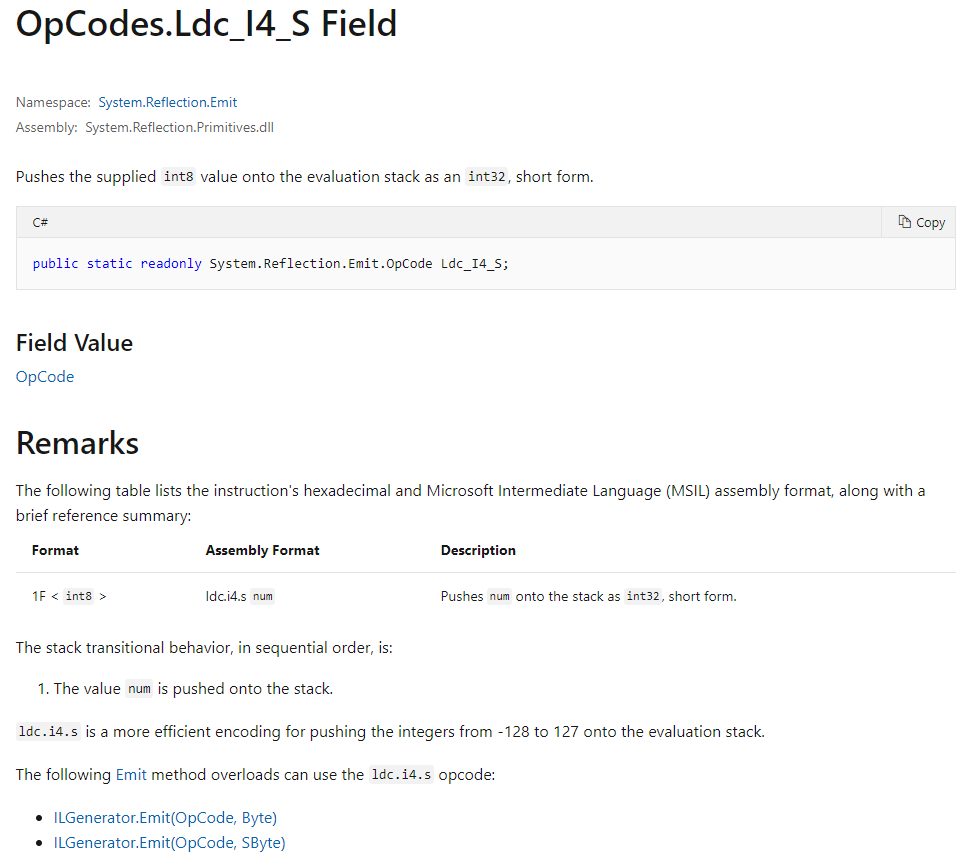 OpCodes.Ldc_I4_S Field
Namespace: System.Reflection.Emit
Assembly: System.Reflection.Primitives.dll
Pushes the supplied int8 value onto the evaluation stack as an int32, short form.
C# Copy
public static readonly System.Reflection.Emit.OpCode Ldc_I4_S;
Field Value
OpCode
Remarks
The following table lists the instruction's hexadecimal and Microsoft Intermediate Language (MSIL) assembly format, along with a
brief reference summary:
Format Assembly Format Description
1F < int8 > ldc.i4.s num Pushes num onto the stack as int32, short form.
The stack transitional behavior, in sequential order, is:
1. The value num is pushed onto the stack.
ldc.i4.s is a more efficient encoding for pushing the integers from -128 to 127 onto the evaluation stack.
The following Emit method overloads can use the ldc.i4.s opcode:
• ILGenerator.Emit(OpCode, Byte)
• ILGenerator.Emit(OpCode, SByte)